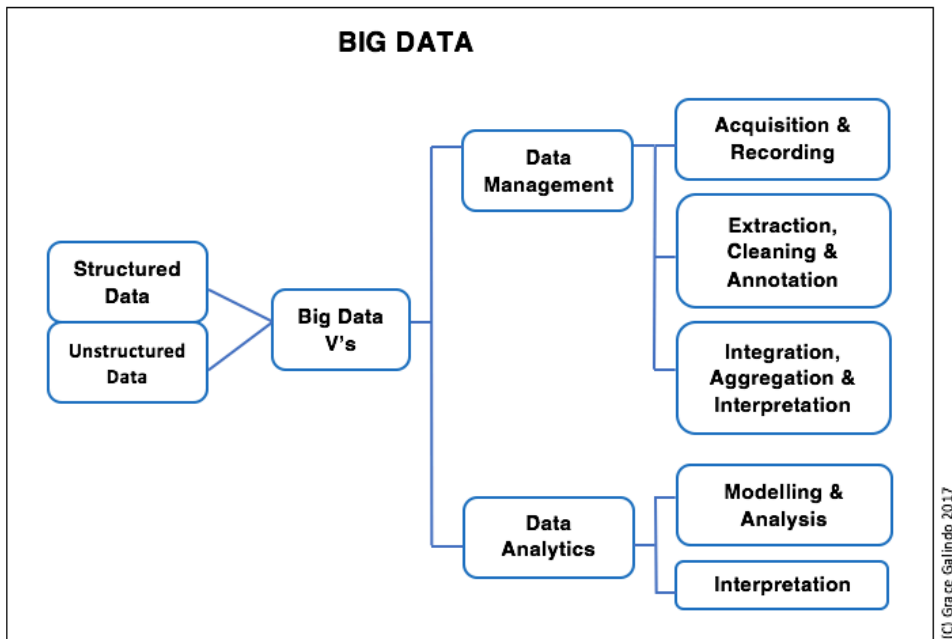 BIG DATA
Structured
Data
Unstructured
Data
Big Data
V's
Data
Management
Acquisition &
Recording
Extraction,
Cleaning &
Annotation
Integration,
Aggregation &
Interpretation
Data
Analytics
Modelling &
Analysis
Interpretation
(C) Grace Galindo 2017